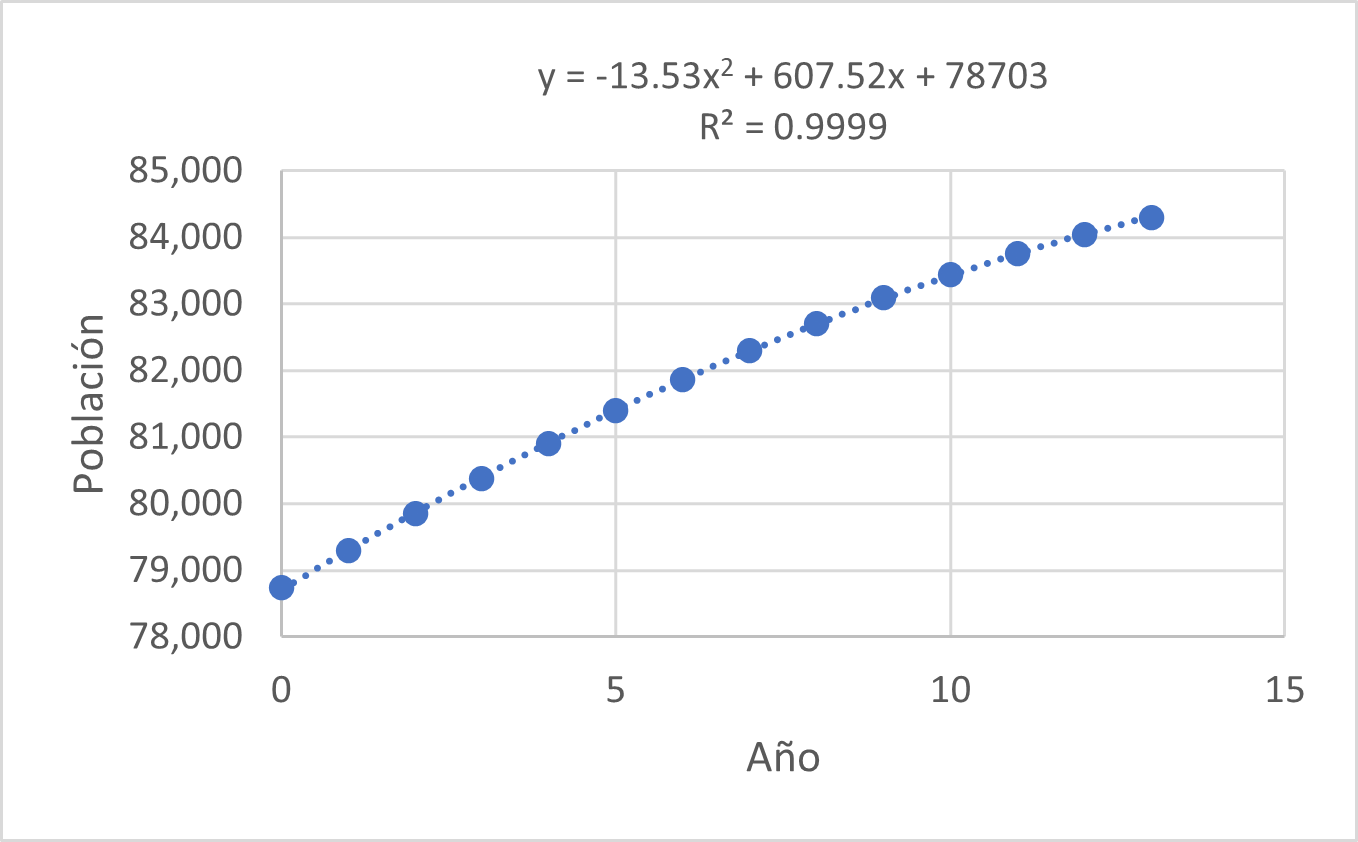 y = -13.53x² + 607.52x + 78703
R² = 0.9999
85,000
84,000
83,000
82,000
81,000
80,000
79,000
78,000
Población
0 5 10 15
Año